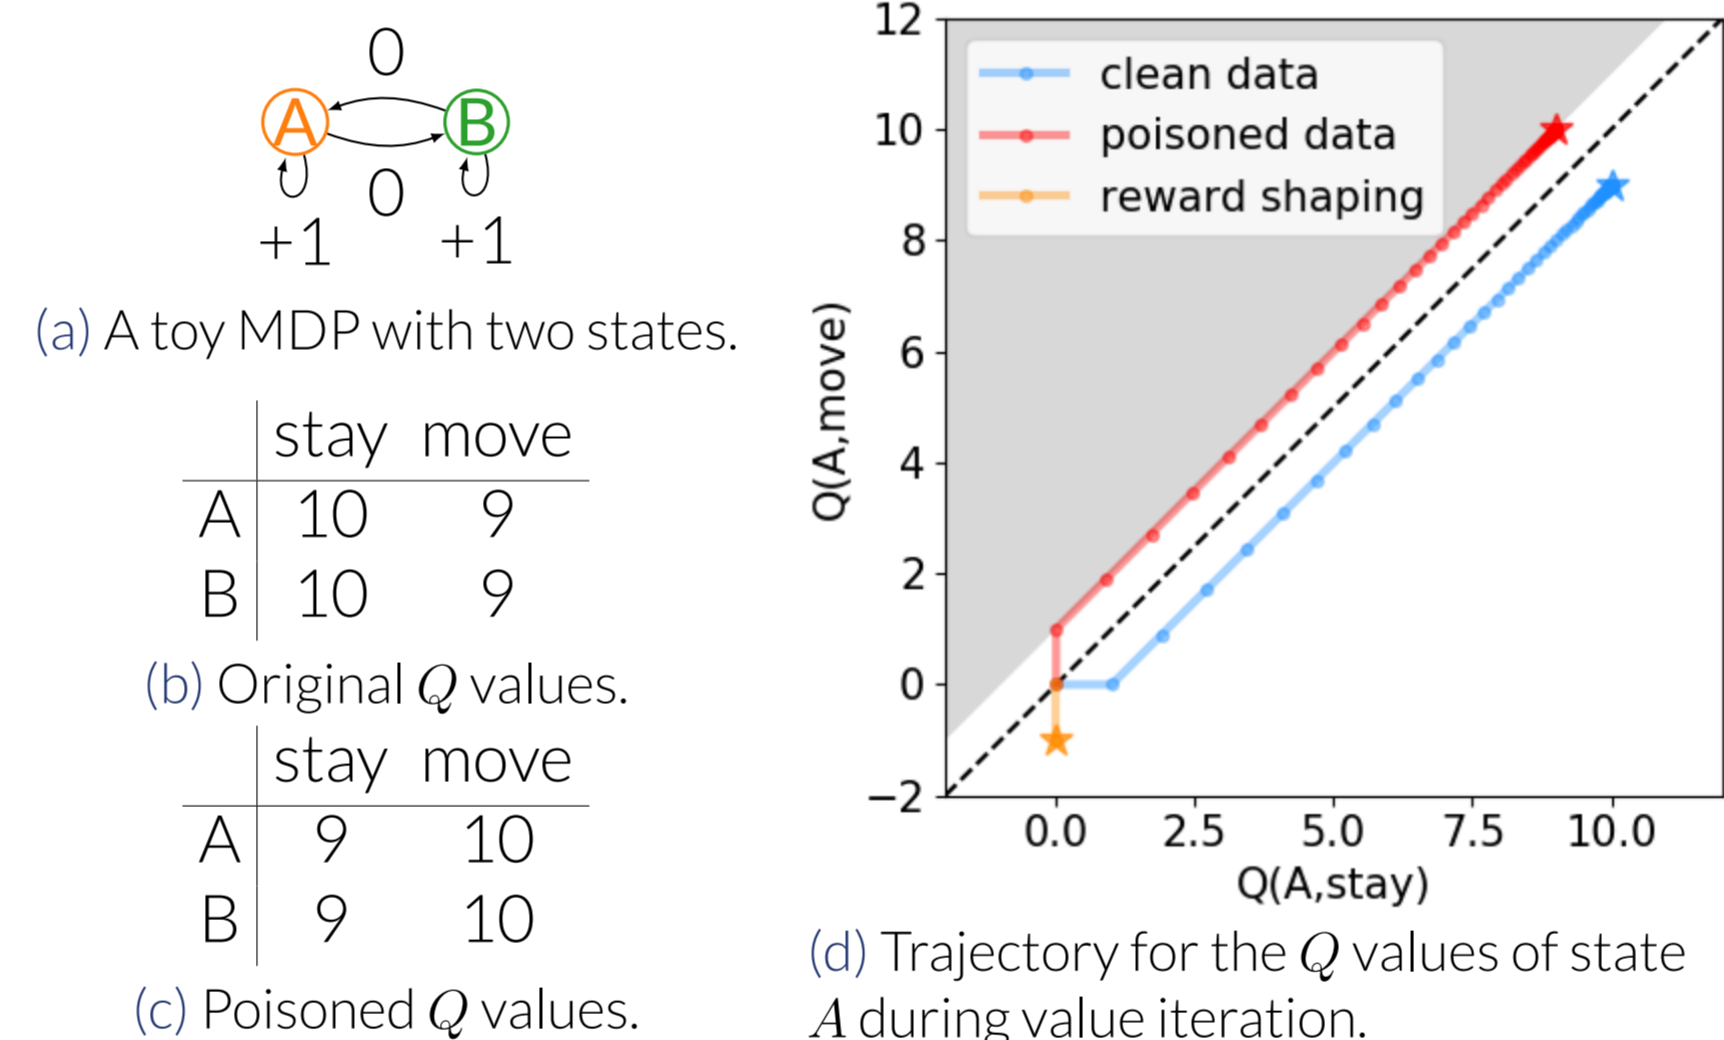 0
A B
0
+1 +1
(a) A toy MDP with two states.
stay move
A 10 9
B 10 9
(b) Original Q values.
stay move
A 9 10
B 9 10
(c) Poisoned Q values.
12
10
8
6
4
2
0
−2
Q(A,move)
clean data
poisoned data
reward shaping
0.0 2.5 5.0 7.5 10.0
Q(A,stay)
(d) Trajectory for the Q values of state
A during value iteration.